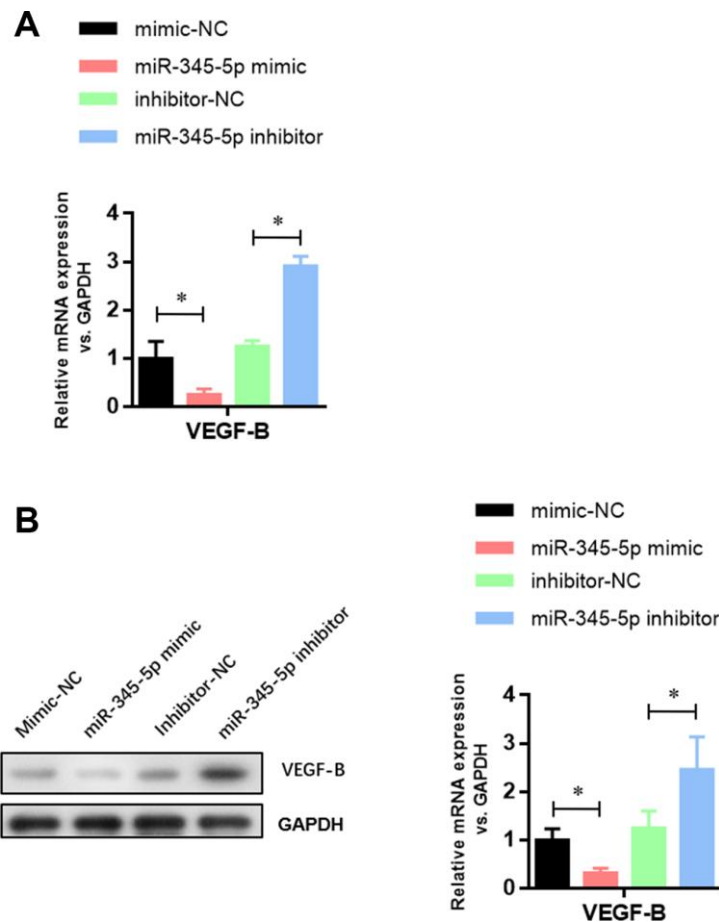 A
mimic-NC
miR-345-5p mimic
inhibitor-NC
miR-345-5p inhibitor
Relative mRNA expression
vs. GAPDH
4
3
2
1
0
*
*
VEGF-B
B
Mimic-NC
miR-345-5p mimic
Inhibitor-NC
miR-345-5p inhibitor
VEGF-B
GAPDH
mimic-NC
miR-345-5p mimic
inhibitor-NC
miR-345-5p inhibitor
Relative mRNA expression
vs. GAPDH
4
3
2
1
0
*
*
VEGF-B